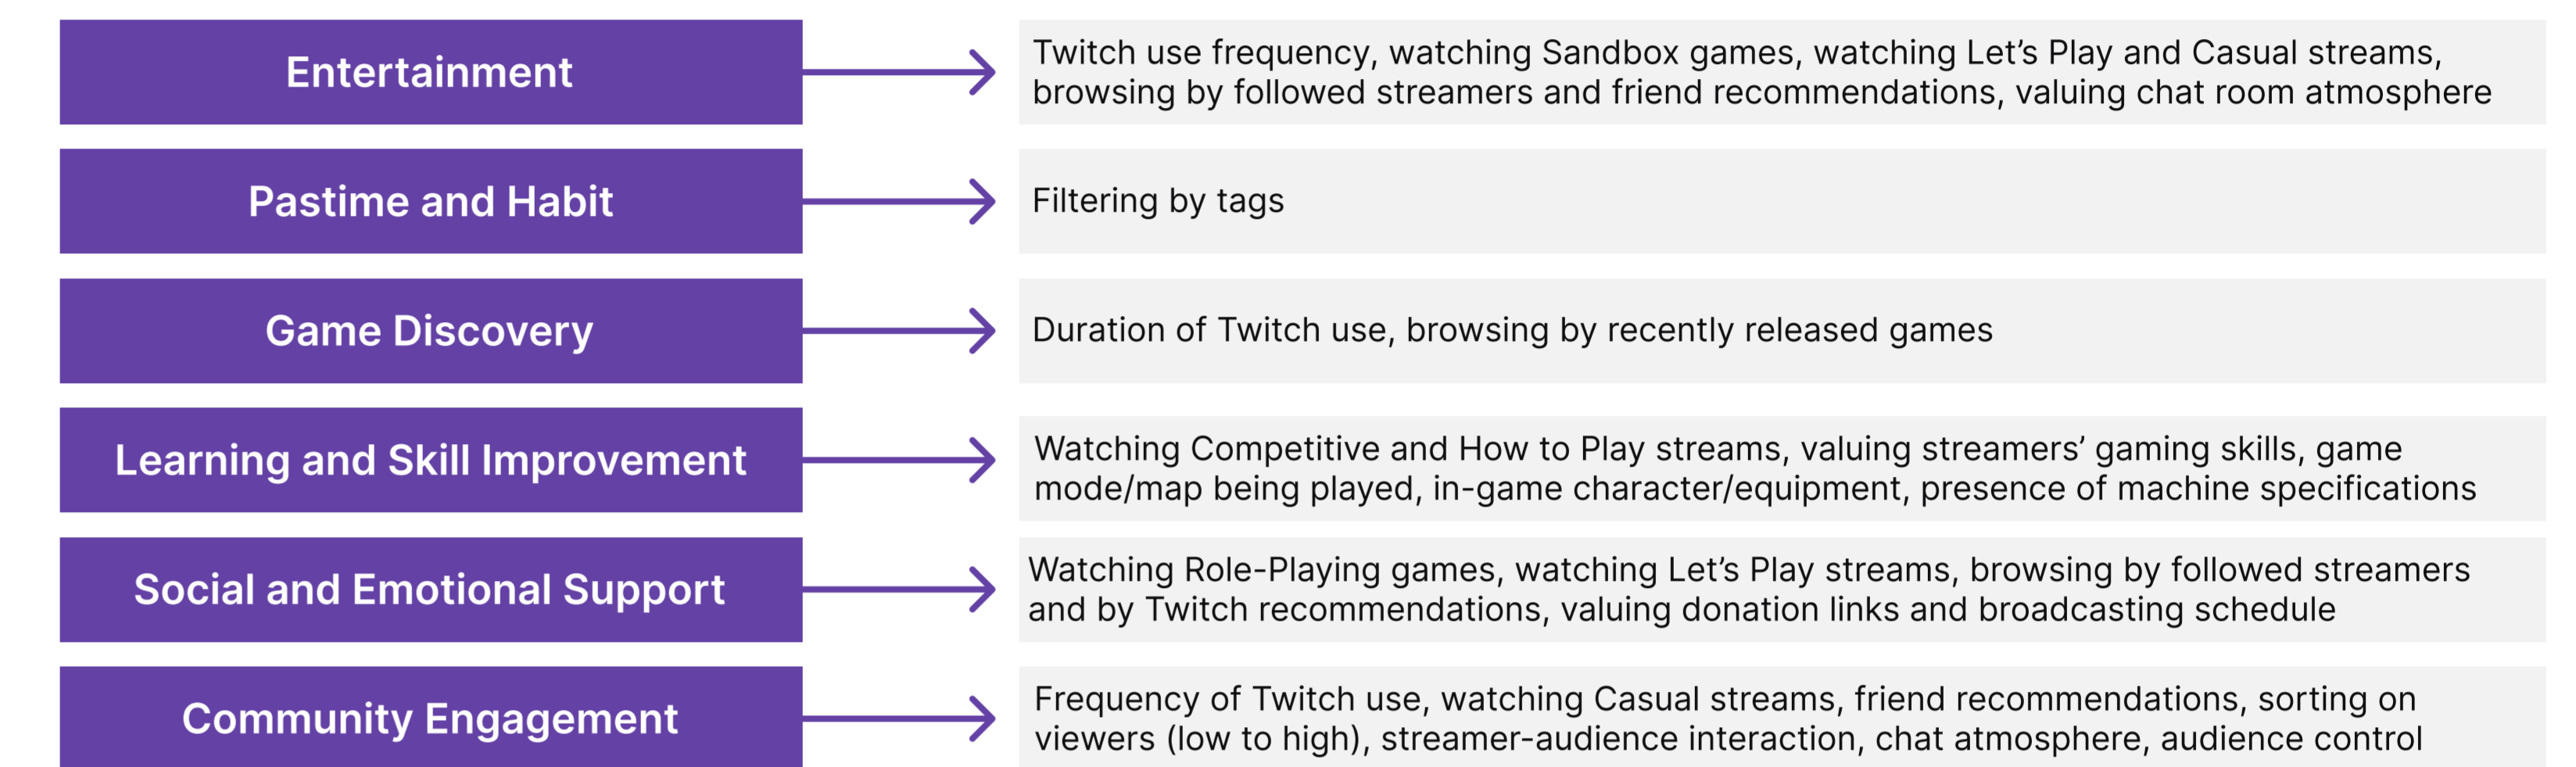 Entertainment
Twitch use frequency, watching Sandbox games, watching Let’s Play and Casual streams,
browsing by followed streamers and friend recommendations, valuing chat room atmosphere
Pastime and Habit
Filtering by tags
Game Discovery
Duration of Twitch use, browsing by recently released games
Learning and Skill Improvement
Watching Competitive and How to Play streams, valuing streamers’ gaming skills, game
mode/map being played, in-game character/equipment, presence of machine specifications
Social and Emotional Support
Watching Role-Playing games, watching Let’s Play streams, browsing by followed streamers
and by Twitch recommendations, valuing donation links and broadcasting schedule
Community Engagement
Frequency of Twitch use, watching Casual streams, friend recommendations, sorting on
viewers (low to high), streamer-audience interaction, chat atmosphere, audience control